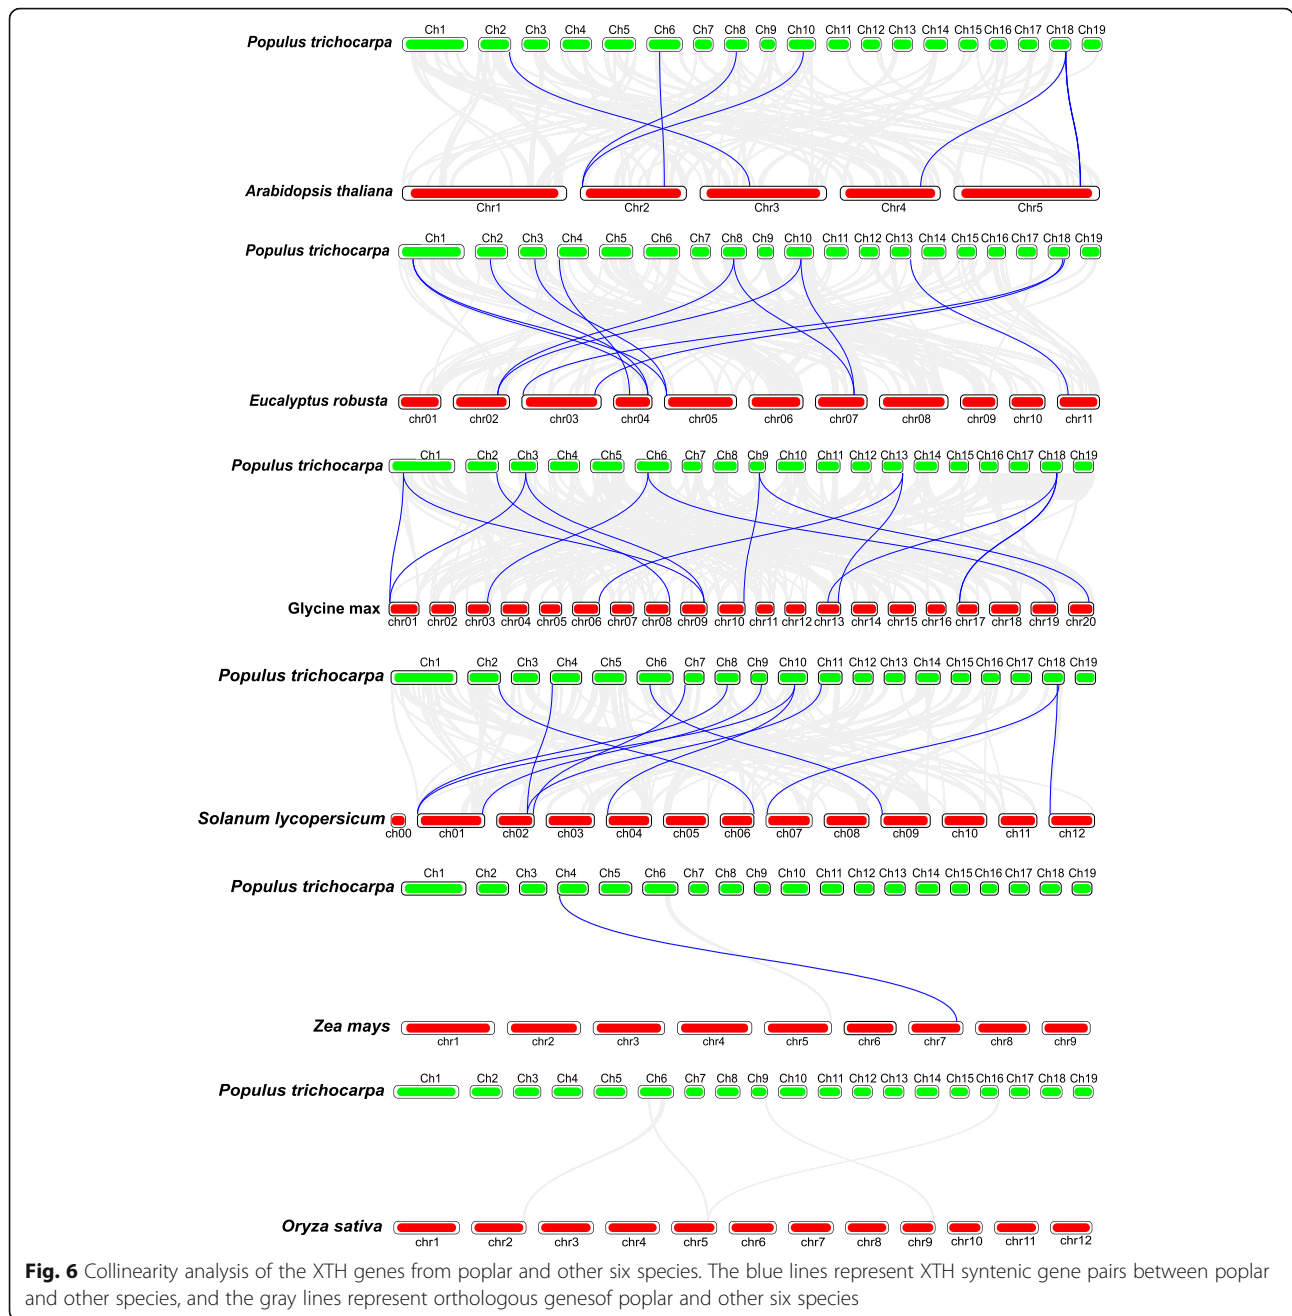 Ch1 Ch2 Ch3 Ch4 Ch5 Ch6 Ch7 Ch8 Ch9 Ch10 Ch11 Ch12 Ch13 Ch14 Ch15 Ch16 Ch17 Ch18 Ch19
Populus trichocarpa
Arabidopsis thaliana
Chr1 Chr2 Chr3 Chr4 Chr5
Ch1 Ch2 Ch3 Ch4 Ch5 Ch6 Ch7 Ch8 Ch9 Ch10 Ch11 Ch12 Ch13 Ch14 Ch15 Ch16 Ch17 Ch18 Ch19
Populus trichocarpa
Eucalyptus robusta
chr01 chr02 chr03 chr04 chr05 chr06 chr07 chr08 chr09 chr10 chr11
Ch1 Ch2 Ch3 Ch4 Ch5 Ch6 Ch7 Ch8 Ch9 Ch10 Ch11 Ch12 Ch13 Ch14 Ch15 Ch16 Ch17 Ch18 Ch19
Populus trichocarpa
Glycine max
chr01 chr02 chr03 chr04 chr05 chr06 chr07 chr08 chr09 chr10 chr11 chr12 chr13 chr14 chr15 chr16 chr17 chr18 chr19 chr20
Ch1 Ch2 Ch3 Ch4 Ch5 Ch6 Ch7 Ch8 Ch9 Ch10 Ch11 Ch12 Ch13 Ch14 Ch15 Ch16 Ch17 Ch18 Ch19
Populus trichocarpa
Solanum lycopersicum
ch00 ch01 ch02 ch03 ch04 ch05 ch06 ch07 ch08 ch09 ch10 ch11 ch12
Ch1 Ch2 Ch3 Ch4 Ch5 Ch6 Ch7 Ch8 Ch9 Ch10 Ch11 Ch12 Ch13 Ch14 Ch15 Ch16 Ch17 Ch18 Ch19
Populus trichocarpa
Zea mays
chr1 chr2 chr3 chr4 chr5 chr6 chr7 chr8 chr9
Ch1 Ch2 Ch3 Ch4 Ch5 Ch6 Ch7 Ch8 Ch9 Ch10 Ch11 Ch12 Ch13 Ch14 Ch15 Ch16 Ch17 Ch18 Ch19
Populus trichocarpa
Oryza sativa
chr1 chr2 chr3 chr4 chr5 chr6 chr7 chr8 chr9 chr10 chr11 chr12
Fig. 6 Collinearity analysis of the XTH genes from poplar and other six species. The blue lines represent XTH syntenic gene pairs between poplar
and other species, and the gray lines represent orthologous genesof poplar and other six species